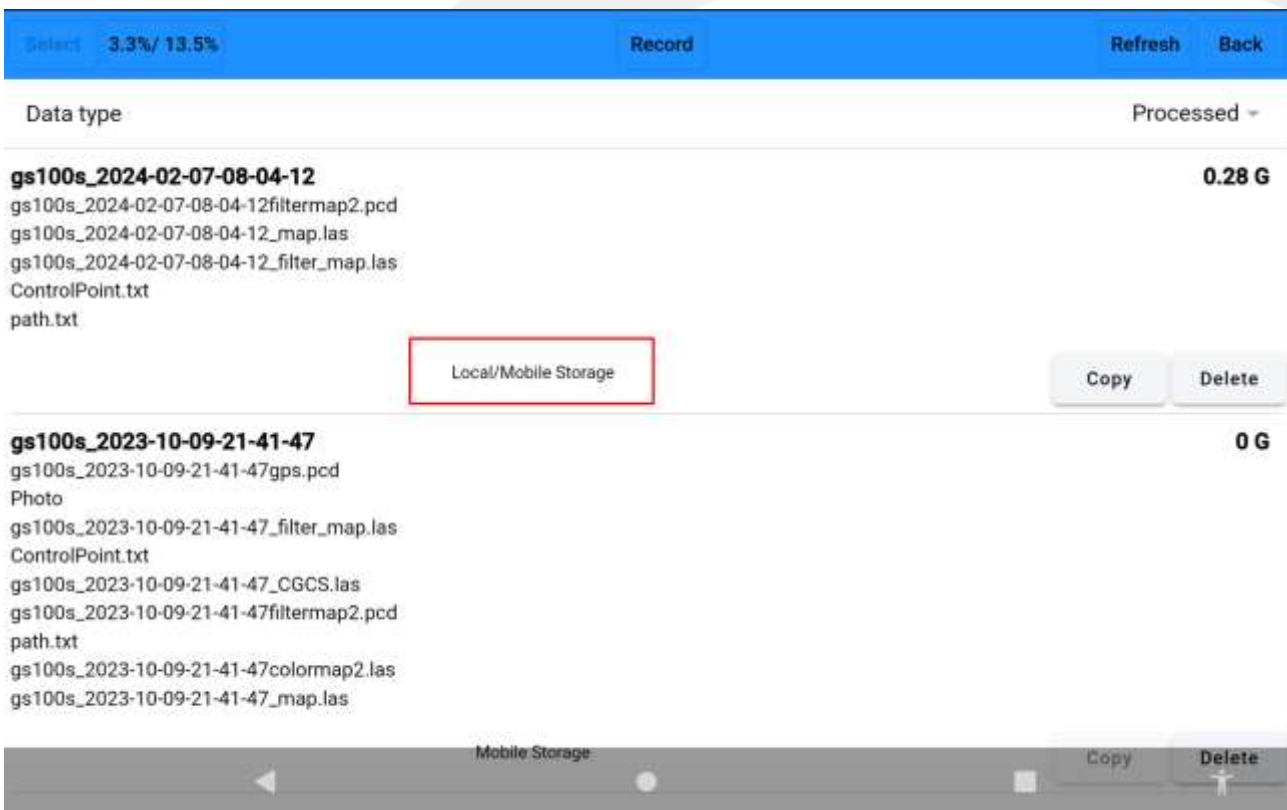 Select 3.3%/ 13.5% Record Refresh Back
Data type Processed
gs100s_2024-02-07-08-04-12 0.28 G
gs100s_2024-02-07-08-04-12filtermap2.pcd
gs100s_2024-02-07-08-04-12_map.las
gs100s_2024-02-07-08-04-12_filter_map.las
ControlPoint.txt
path.txt
Local/Mobile Storage Copy Delete
gs100s_2023-10-09-21-41-47 0 G
gs100s_2023-10-09-21-41-47gps.pcd
Photo
gs100s_2023-10-09-21-41-47_filter_map.las
ControlPoint.txt
gs100s_2023-10-09-21-41-47_CGCS.las
gs100s_2023-10-09-21-41-47filtermap2.pcd
path.txt
gs100s_2023-10-09-21-41-47colormap2.las
gs100s_2023-10-09-21-41-47_map.las
Mobile Storage Copy Delete